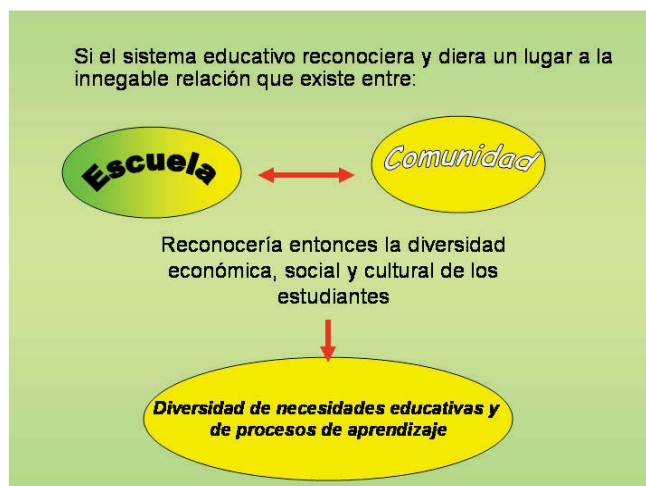 Si el sistema educativo reconociera y diera un lugar a la
innegable relación que existe entre:
Escuela
Comunidad
Reconocería entonces la diversidad
económica, social y cultural de los
estudiantes
Diversidad de necesidades educativas y
de procesos de aprendizaje